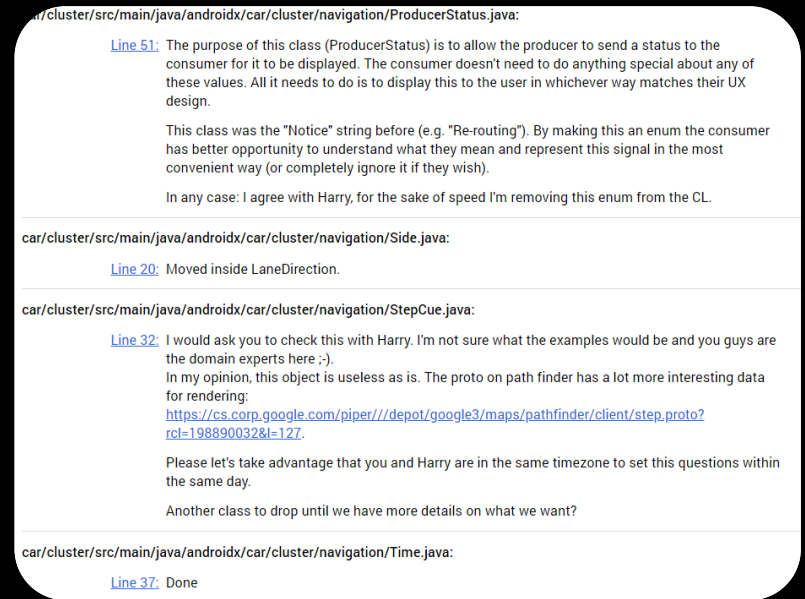 /cluster/src/main/java/androidx/car/cluster/navigation/ProducerStatus.java:
Line 51: The purpose of this class (ProducerStatus) is to allow the producer to send a status to the
consumer for it to be displayed. The consumer doesn't need to do anything special about any of
these values. All it needs to do is to display this to the user in whichever way matches their UX
design.
This class was the "Notice" string before (e.g. "Re-routing"). By making this an enum the consumer
has better opportunity to understand what they mean and represent this signal in the most
convenient way (or completely ignore it if they wish).
In any case: I agree with Harry, for the sake of speed I'm removing this enum from the CL.
car/cluster/src/main/java/androidx/car/cluster/navigation/Side.java:
Line 20: Moved inside LaneDirection.
car/cluster/src/main/java/androidx/car/cluster/navigation/StepCue.java:
Line 32: I would ask you to check this with Harry. I'm not sure what the examples would be and you guys are
the domain experts here ;-).
In my opinion, this object is useless as is. The proto on path finder has a lot more interesting data
for rendering:
https://cs.corp.google.com/piper///depot/google3/maps/pathfinder/client/step.proto?
rcl=198890032&l=127.
Please let's take advantage that you and Harry are in the same timezone to set this questions within
the same day.
Another class to drop until we have more details on what we want?
car/cluster/src/main/java/androidx/car/cluster/navigation/Time.java:
Line 37: Done